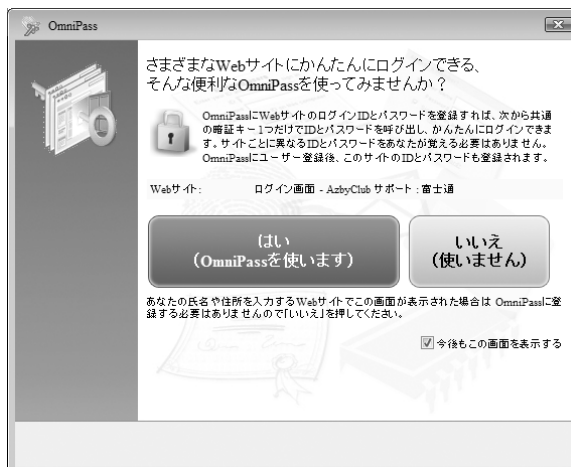 OmniPass
さまざまなWebサイトにかんたんにログインできる、
そんな便利なOmniPassを使ってみませんか？
OmniPassにWebサイトのログインIDとパスワードを登録すれば、次から共通
の暗証キー1つだけでIDとパスワードを呼び出し、かんたんにログインできま
す。サイトごとに異なるIDとパスワードをあなたが覚える必要はありません。
OmniPassにユーザー登録後、このサイトのIDとパスワードも登録されます。
Webサイト: ログイン画面 - AzbyClub サポート : 富士通
はい
（OmniPassを使います）
いいえ
（使いません）
あなたの氏名や住所を入力するWebサイトでこの画面が表示された場合は OmniPassに登
録する必要はありませんので「いいえ」を押してください。
今後もこの画面を表示する